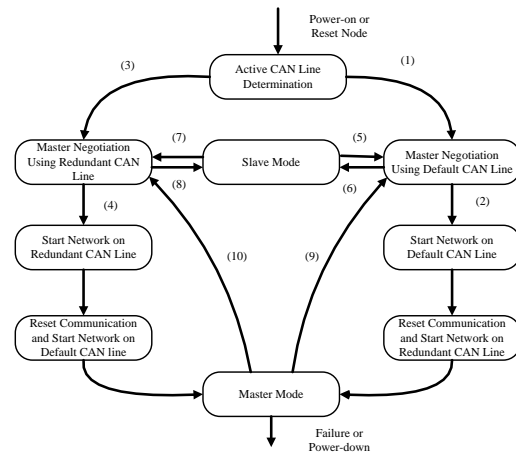 Power-on or
Reset Node
(3)
(1)
Active CAN Line
Determination
(7)
(5)
Master Negotiation
Using Redundant CAN
Line
Slave Mode
Master Negotiation
Using Default CAN Line
(8)
(6)
(4)
(2)
Start Network on
Redundant CAN Line
Start Network on
Default CAN Line
(10)
(9)
Reset Communication
and Start Network on
Default CAN line
Reset Communication
and Start Network on
Redundant CAN Line
Master Mode
Failure or
Power-down